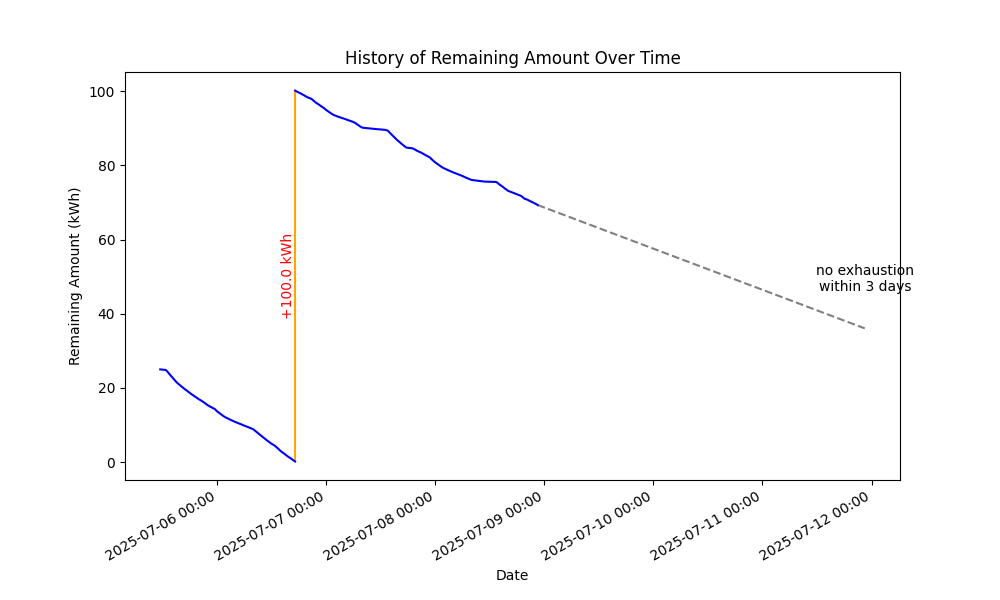 History of Remaining Amount Over Time
Remaining Amount (kWh)
100
80
60
40
20
0
+100.0 kWh
no exhaustion
within 3 days
2025-07-06 00:00
2025-07-07 00:00
2025-07-08 00:00
2025-07-09 00:00
2025-07-10 00:00
2025-07-11 00:00
2025-07-12 00:00
Date